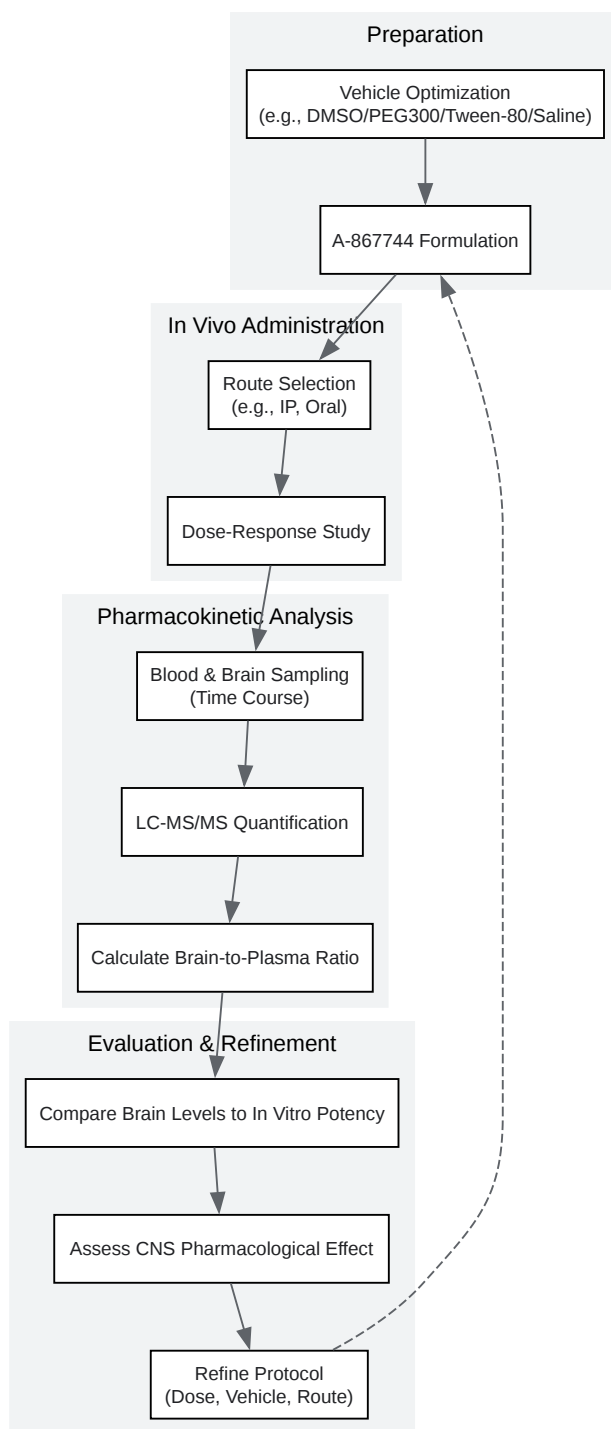 Preparation
Vehicle Optimization
(e.g., DMSO/PEG300/Tween-80/Saline)
A-867744 Formulation
In Vivo Administration
Route Selection
(e.g., IP, Oral)
Dose-Response Study
Pharmacokinetic Analysis
Blood & Brain Sampling
(Time Course)
LC-MS/MS Quantification
Calculate Brain-to-Plasma Ratio
Evaluation & Refinement
Compare Brain Levels to In Vitro Potency
Assess CNS Pharmacological Effect
Refine Protocol
(Dose, Vehicle, Route)